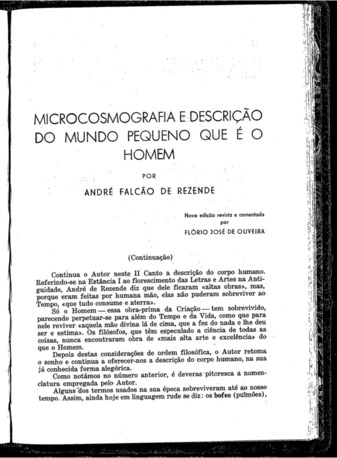 MICROCOSMOGRAFIA E DESCRIÇÃO
DO MUNDO PEQUENO QUE É O
HOMEM
POR
ANDRÉ FALCÃO DE REZENDE
Nova edição revista e comentada
por
FLÓRIO JOSÉ DE OLIVEIRA
(Continuação)
Continua o Autor neste II Canto a descrição do corpo humano.
Referindo-se na Estância I ao florescimento das Letras e Artes na Anti-
guidade, André de Rezende diz que dele ficaram «altas obras», mas,
porque eram feitas por humana mão, elas não puderam sobreviver ao
Tempo, «que tudo consume e aterra».
Só o Homem — essa obra-prima da Criação — tem sobrevivido,
parecendo perpetuar-se para além do Tempo e da Vida, como que para
nele reviver «aquela mão divina lá de cima, que a fez do nada e lhe deu
ser e estima». Os filósofos, que têm especulado a ciência de todas as
coisas, nunca encontraram obra de «mais alta arte e excelência» do
que o Homem.
Depois destas considerações de ordem filosófica, o Autor retoma
o sonho e continua a oferecer-nos a descrição do corpo humano, na sua
já conhecida forma alegórica.
Como notámos no número anterior, é deveras pitoresca a nomen-
clatura empregada pelo Autor.
Alguns dos termos usados na sua época sobreviveram até ao nosso
tempo. Assim, ainda hoje em linguagem rude se diz: os bofes (pulmões),